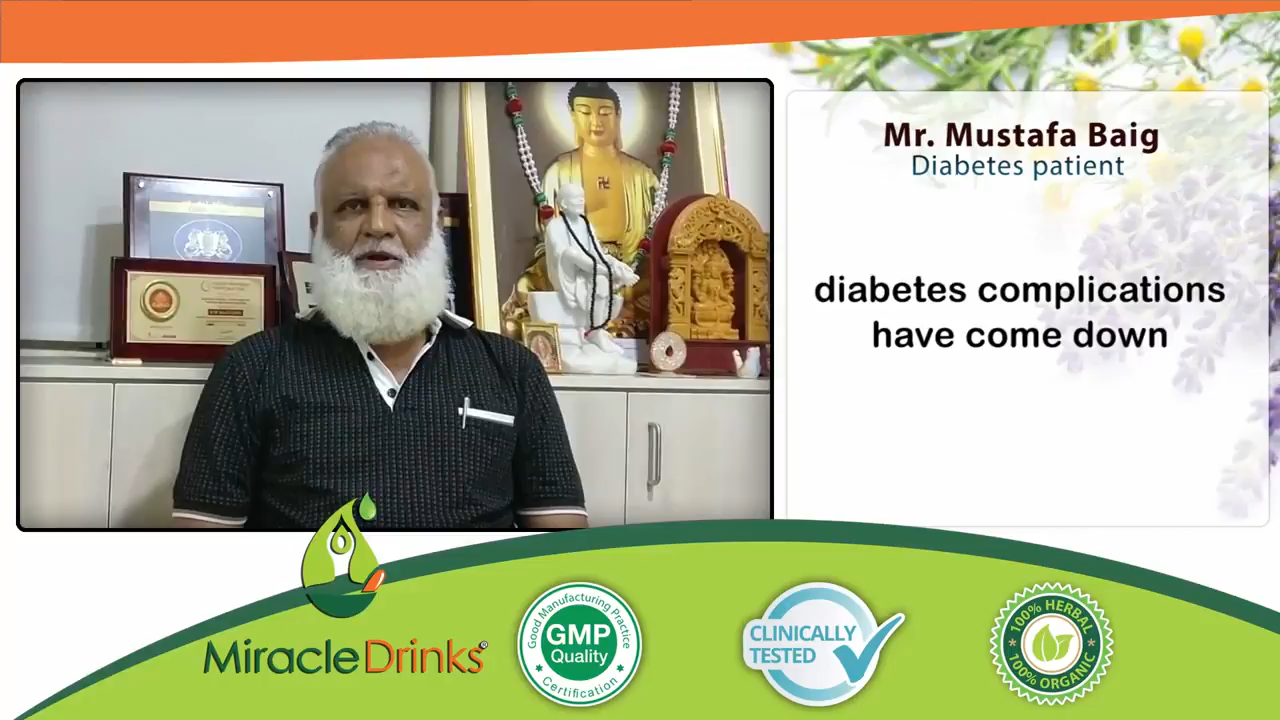 Mr. Mustafa Baig
Diabetes patient
diabetes complications
have come down
MiracleDrinks®
Good Manufacturing Practice
GMP
Quality
Certification
CLINICALLY
TESTED
100% HERBAL
100% ORGANIC